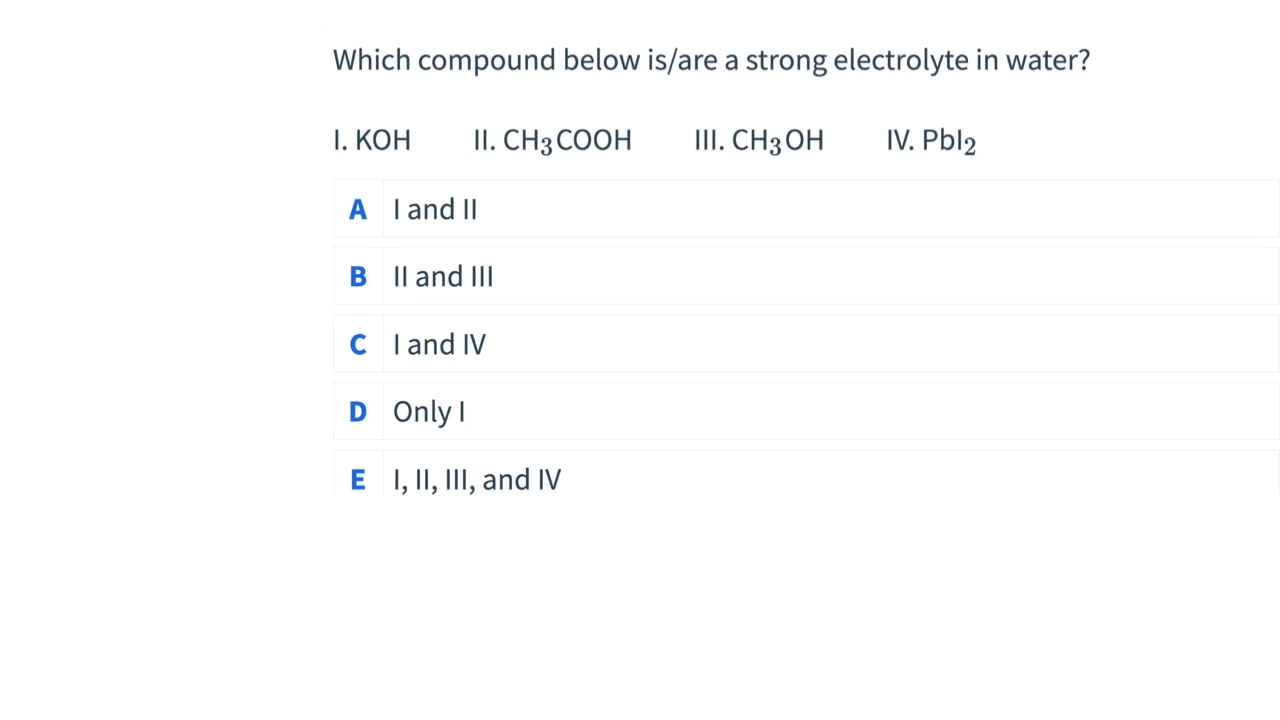 Which compound below is/are a strong electrolyte in water?
I. KOH II. CH₃COOH III. CH₃OH IV. PbI₂
A I and II
B II and III
C I and IV
D Only I
E I, II, III, and IV